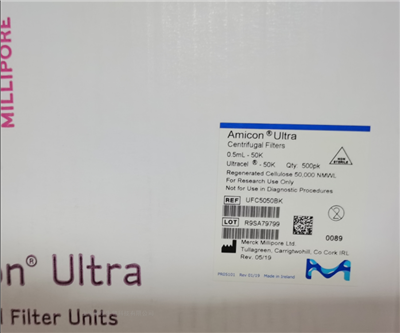 MILLIPORE
Amicon® Ultra
Centrifugal Filters
0.5mL - 50K
Ultracel® - 50K Qty: 500pk
Regenerated Cellulose 50,000 NMWL
For Research Use Only
Not for Use in Diagnostic Procedures
NON STERILE
REF UFC5050BK
LOT R9SA79799
0089
Merck Millipore Ltd.
Tullagreen, Carrigtwohill, Co Cork IRL
Rev. 05/19
Made in Ireland
M
on® Ultra
l Filter Units